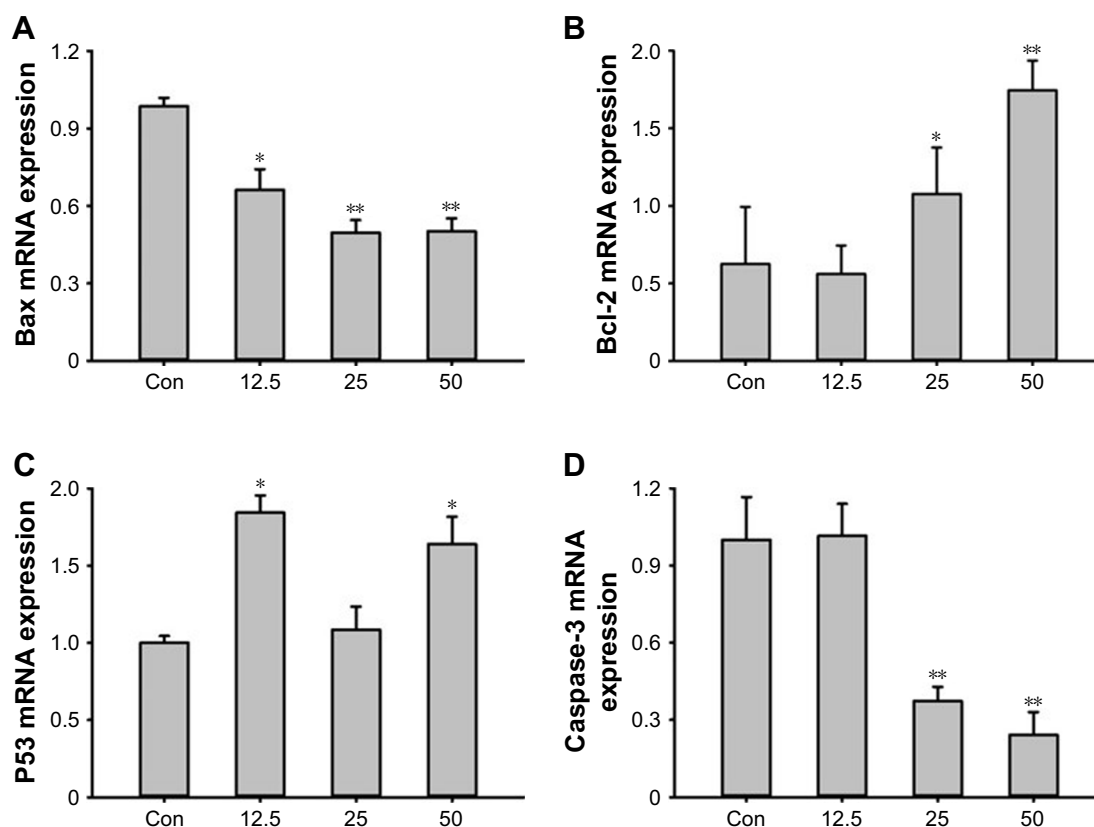 A
Bax mRNA expression
1.2
0.9
0.6
0.3
0
*
**
**
Con 12.5 25 50
B
Bcl-2 mRNA expression
2.0
1.5
1.0
0.5
0
*
**
Con 12.5 25 50
C
P53 mRNA expression
2.0
1.5
1.0
0.5
0
*
*
Con 12.5 25 50
D
Caspase-3 mRNA
expression
1.2
0.9
0.6
0.3
0
**
**
Con 12.5 25 50